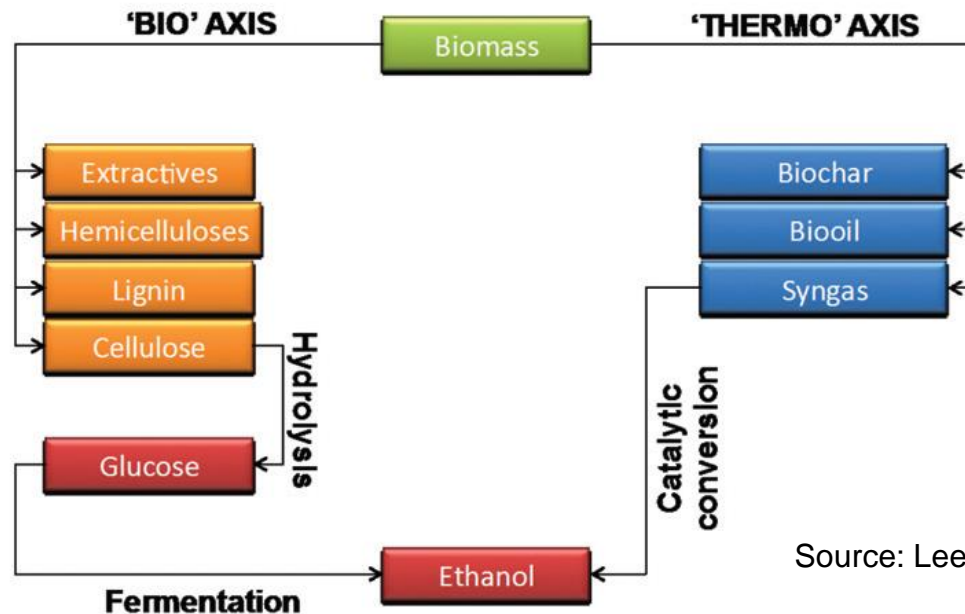 ‘BIO’ AXIS
Biomass
‘THERMO’ AXIS
Extractives
Hemicelluloses
Lignin
Cellulose
Hydrolysis
Glucose
Fermentation
Biochar
Biooil
Syngas
Catalytic
conversion
Ethanol
Source: Lee